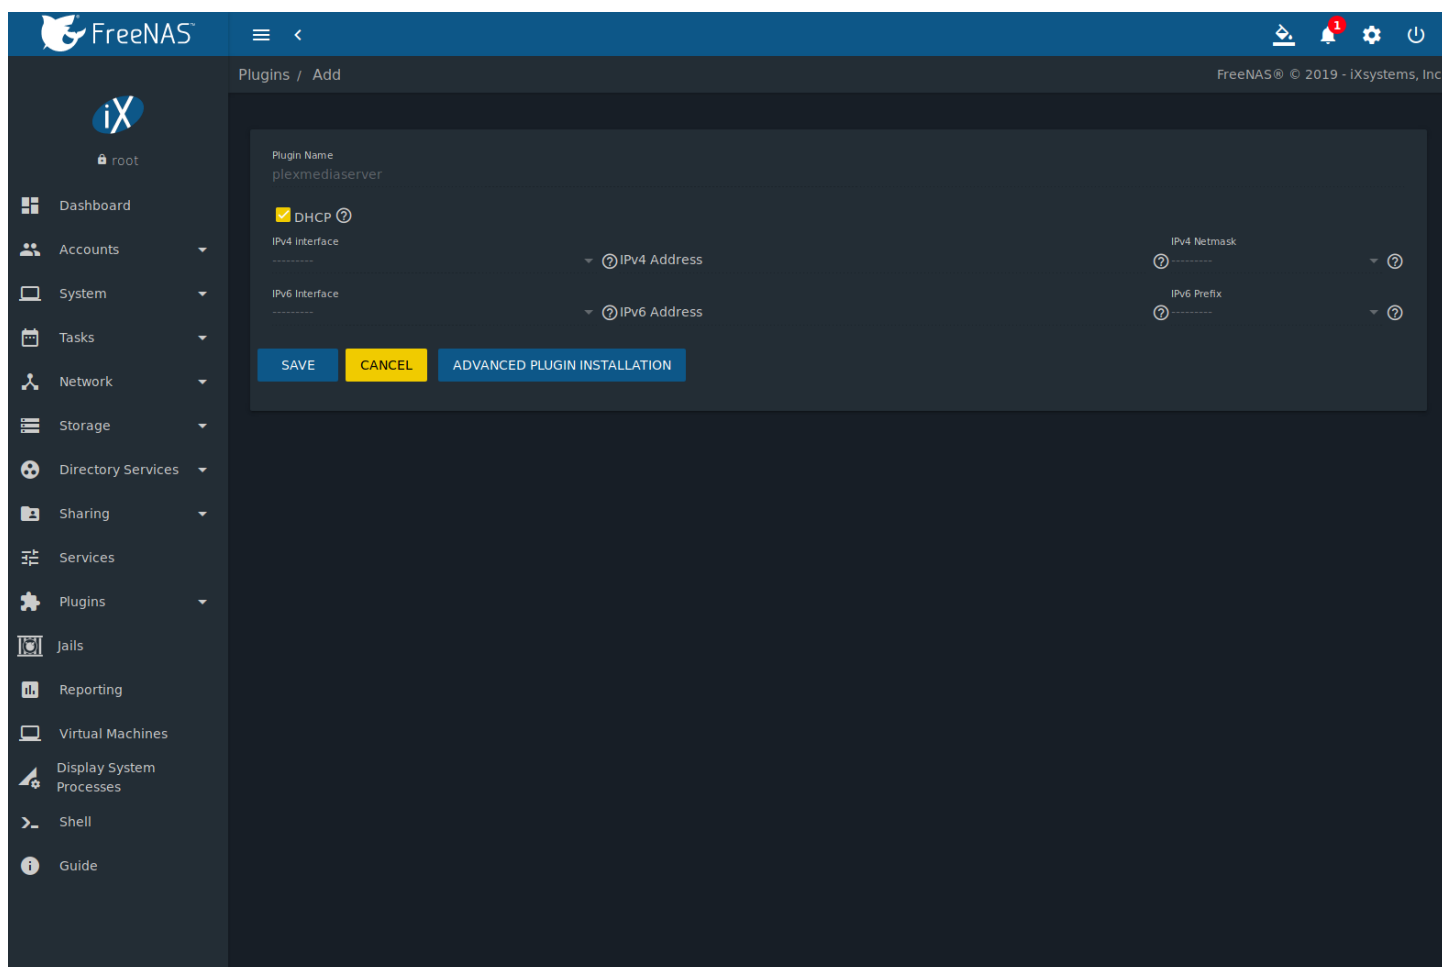 FreeNAS™
1
Plugins / Add
FreeNAS® © 2019 - iXsystems, Inc
iX
root
Dashboard
Accounts
System
Tasks
Network
Storage
Directory Services
Sharing
Services
Plugins
Jails
Reporting
Virtual Machines
Display System
Processes
Shell
Guide
Plugin Name
plexmediaserver
DHCP
IPv4 interface
---------
IPv4 Address
IPv4 Netmask
---------
IPv6 Interface
---------
IPv6 Address
IPv6 Prefix
---------
SAVE
CANCEL
ADVANCED PLUGIN INSTALLATION